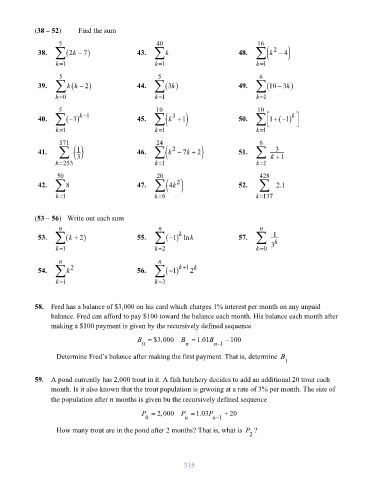 (38 – 52) Find the sum
38. \sum_{k=1}^{5} (2k − 7) 43. \sum_{k=1}^{40} k 48. \sum_{k=1}^{16} (k^2 − 4)
39. \sum_{k=0}^{5} k(k − 2) 44. \sum_{k=1}^{5} (3k) 49. \sum_{k=1}^{6} (10 − 3k)
40. \sum_{k=1}^{5} (−3)^{k−1} 45. \sum_{k=1}^{10} (k^3 + 1) 50. \sum_{k=1}^{10} [1 + (−1)^k]
41. \sum_{k=253}^{571} (1/3) 46. \sum_{k=1}^{24} (k^2 − 7k + 2) 51. \sum_{k=1}^{6} 3/(k + 1)
42. \sum_{k=1}^{50} 8 47. \sum_{k=6}^{20} (4k^2) 52. \sum_{k=137}^{428} 2.1
(53 – 56) Write out each sum
53. \sum_{k=1}^{n} (k + 2) 55. \sum_{k=2}^{n} (−1)^k ln k 57. \sum_{k=0}^{n} 1/3^k
54. \sum_{k=1}^{n} k^2 56. \sum_{k=3}^{n} (−1)^{k+1} 2^k
58. Fred has a balance of $3,000 on his card which charges 1% interest per month on any unpaid
balance. Fred can afford to pay $100 toward the balance each month. His balance each month after
making a $100 payment is given by the recursively defined sequence
B_0 = $3,000 B_n = 1.01B_{n−1} − 100
Determine Fred’s balance after making the first payment. That is, determine B_1
59. A pond currently has 2,000 trout in it. A fish hatchery decides to add an additional 20 trout each
month. Is it also known that the trout population is grwoing at a rate of 3% per month. The size of
the population after n months is given bu the recursively defined sequence
P_0 = 2,000 P_n = 1.03P_{n−1} + 20
How many trout are in the pond after 2 months? That is, what is P_2 ?
315